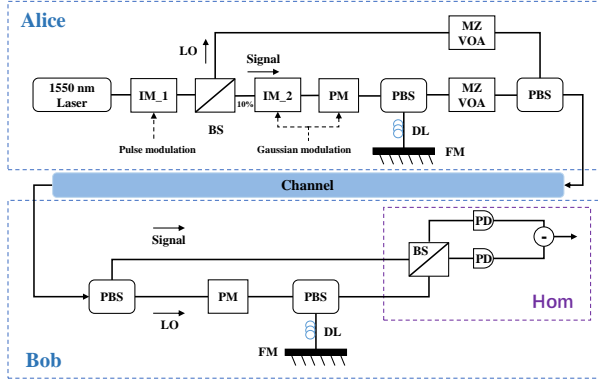 Alice
LO
Signal
MZ
VOA
1550 nm
Laser
IM_1
BS
10%
IM_2
PM
PBS
MZ
VOA
PBS
DL
FM
Pulse modulation
Gaussian modulation
Channel
Signal
BS
PD
PD
-
Hom
PBS
LO
PM
PBS
DL
FM
Bob